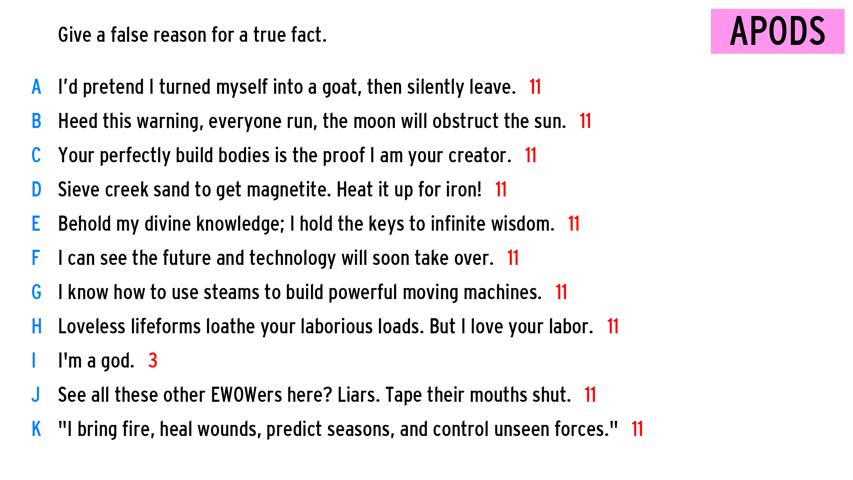 Give a false reason for a true fact.
APODS
A I'd pretend I turned myself into a goat, then silently leave. 11
B Heed this warning, everyone run, the moon will obstruct the sun. 11
C Your perfectly build bodies is the proof I am your creator. 11
D Sieve creek sand to get magnetite. Heat it up for iron! 11
E Behold my divine knowledge; I hold the keys to infinite wisdom. 11
F I can see the future and technology will soon take over. 11
G I know how to use steams to build powerful moving machines. 11
H Loveless lifeforms loathe your laborious loads. But I love your labor. 11
I I'm a god. 3
J See all these other EWOWers here? Liars. Tape their mouths shut. 11
K "I bring fire, heal wounds, predict seasons, and control unseen forces." 11